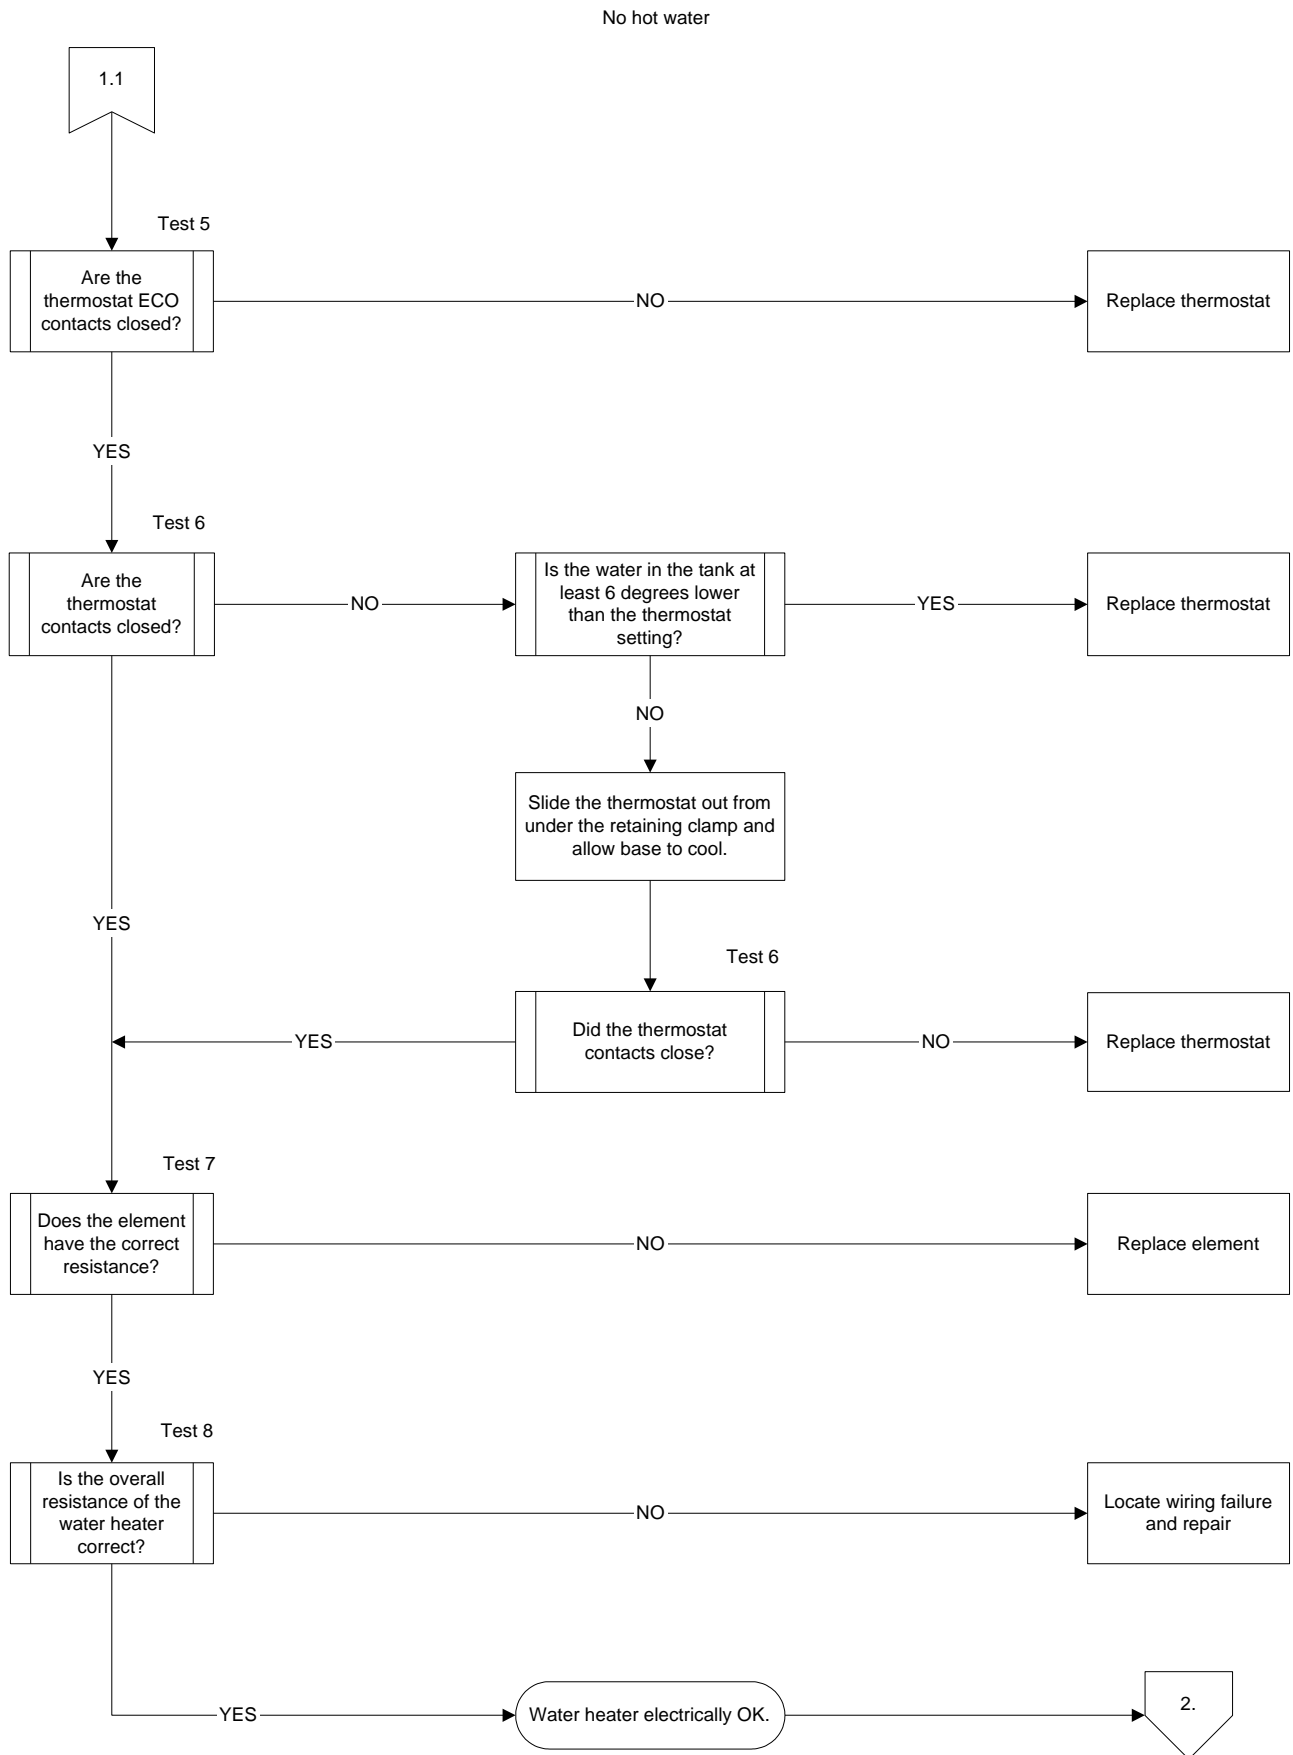 No hot water
1.1
Test 5
Are the
thermostat ECO
contacts closed?
NO
Replace thermostat
YES
Test 6
Are the
thermostat
contacts closed?
NO
Is the water in the tank at
least 6 degrees lower
than the thermostat
setting?
YES
Replace thermostat
NO
Slide the thermostat out from
under the retaining clamp and
allow base to cool.
YES
Test 6
Did the thermostat
contacts close?
YES
NO
Replace thermostat
Test 7
Does the element
have the correct
resistance?
NO
Replace element
YES
Test 8
Is the overall
resistance of the
water heater
correct?
NO
Locate wiring failure
and repair
YES
Water heater electrically OK.
2.